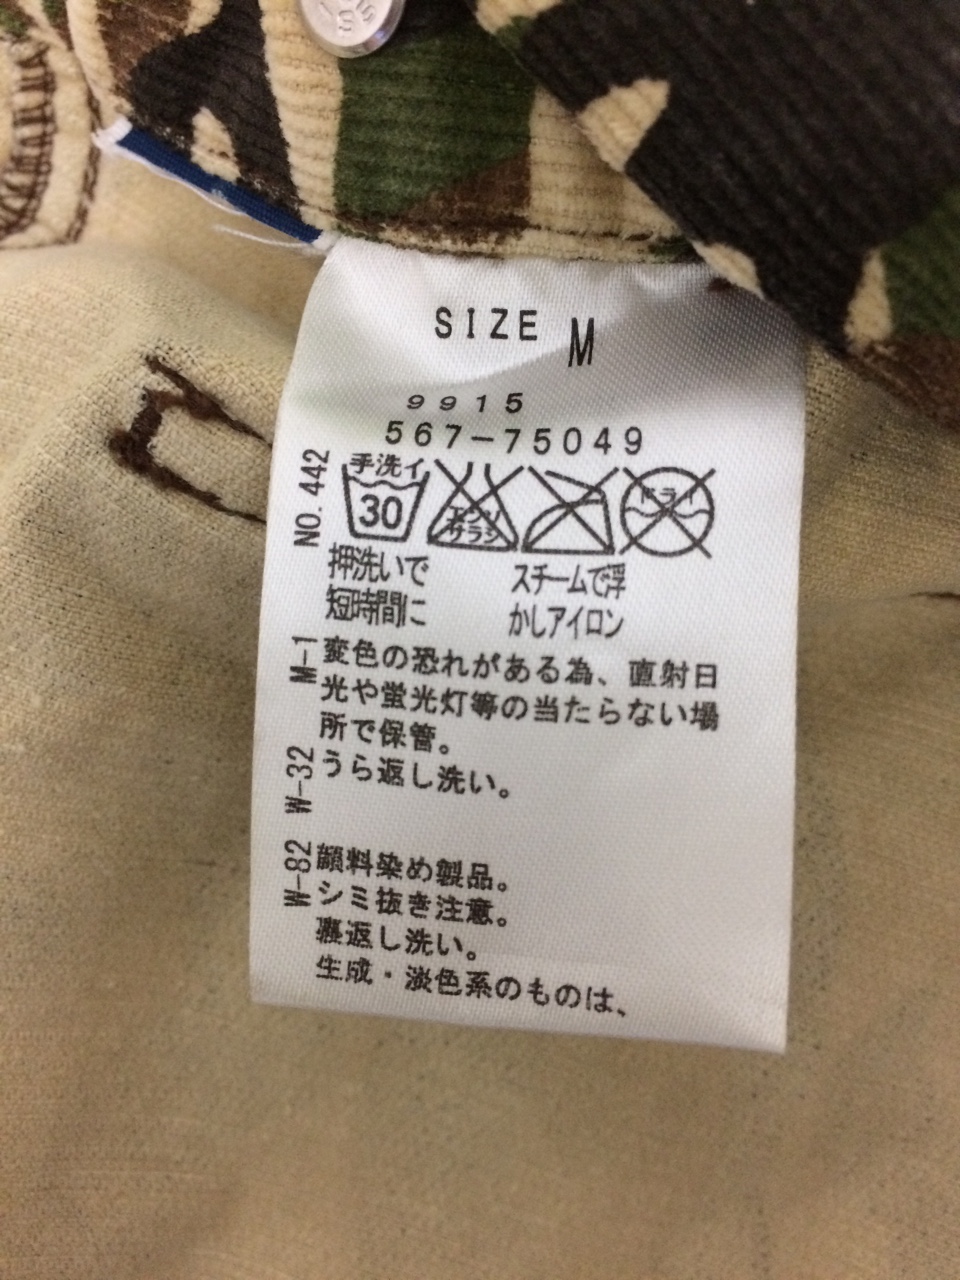 SIZE M
9915
567-75049
NO.442
手洗イ
30
エンソ
サラシ
ドライ
押洗いで
短時間に
スチームで浮
かしアイロン
M-1
変色の恐れがある為、直射日
光や蛍光灯等の当たらない場
所で保管。
W-32
うら返し洗い。
W-82
顔料染め製品。
シミ抜き注意。
裏返し洗い。
生成・淡色系のものは、